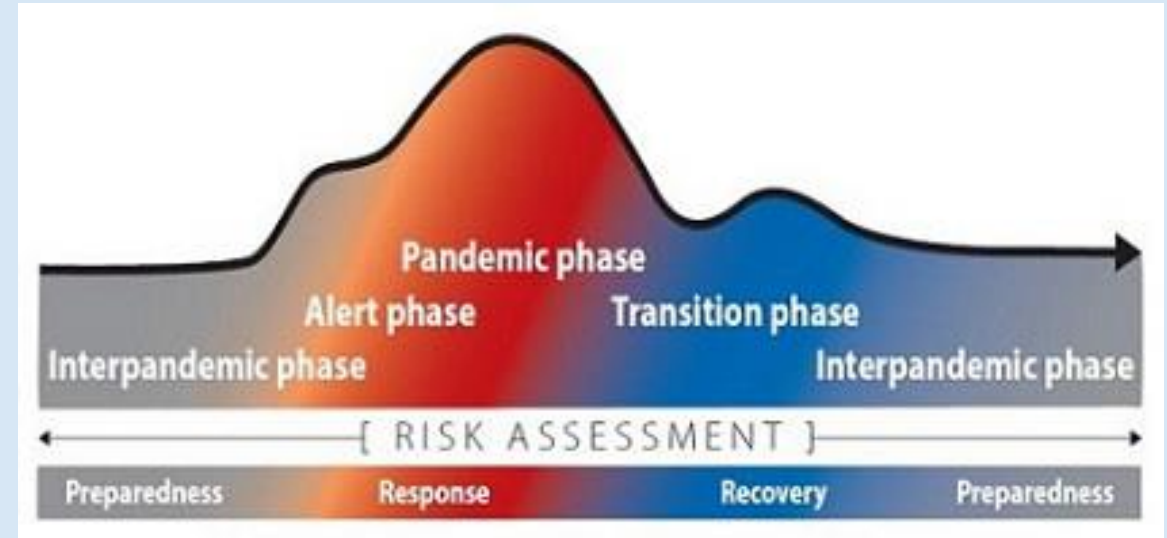 Pandemic phase
Alert phase
Transition phase
Interpandemic phase
Interpandemic phase
[ RISK ASSESSMENT ]
Preparedness
Response
Recovery
Preparedness